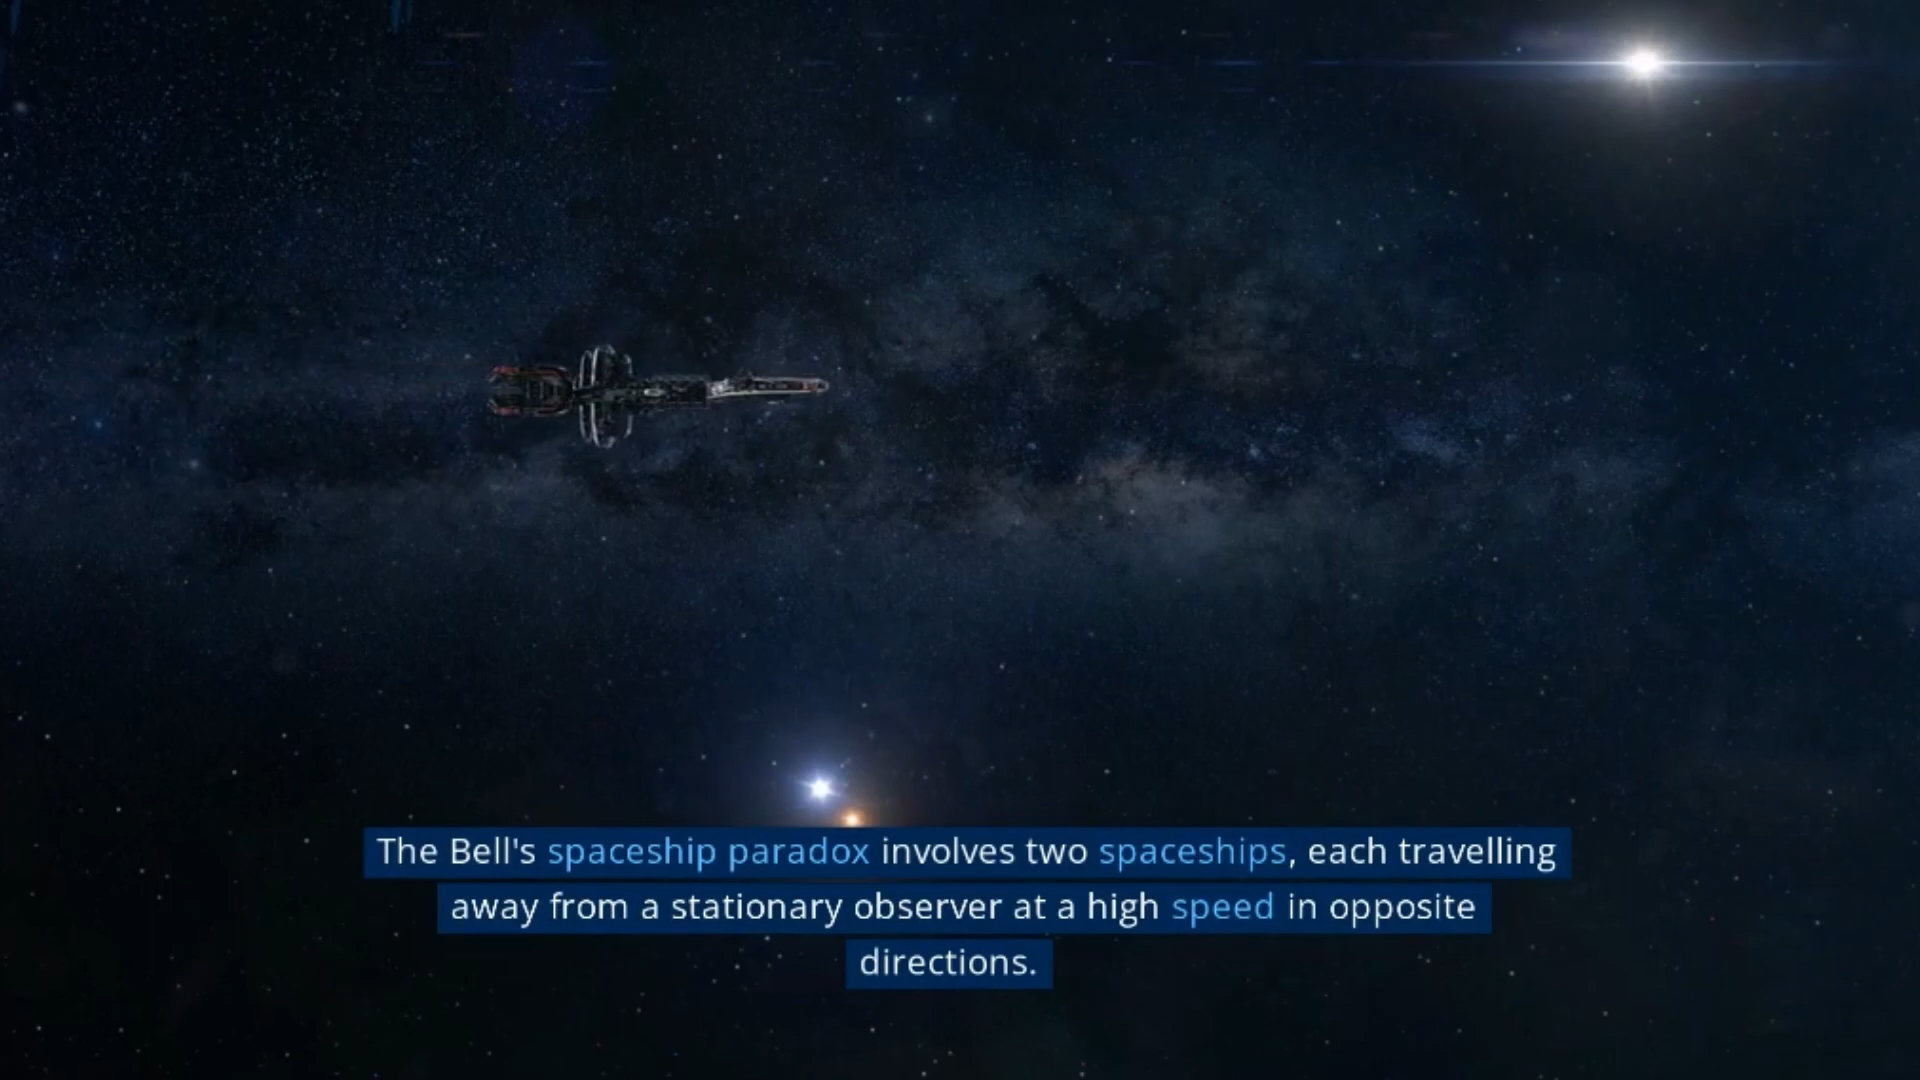 The Bell's spaceship paradox involves two spaceships, each travelling
away from a stationary observer at a high speed in opposite
directions.